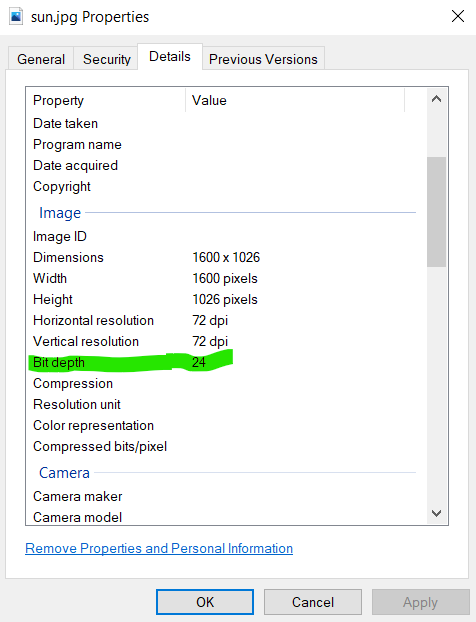 sun.jpg Properties
General Security Details Previous Versions
Property Value
Date taken
Program name
Date acquired
Copyright
Image
Image ID
Dimensions 1600 x 1026
Width 1600 pixels
Height 1026 pixels
Horizontal resolution 72 dpi
Vertical resolution 72 dpi
Bit depth 24
Compression
Resolution unit
Color representation
Compressed bits/pixel
Camera
Camera maker
Camera model
Remove Properties and Personal Information
OK Cancel Apply